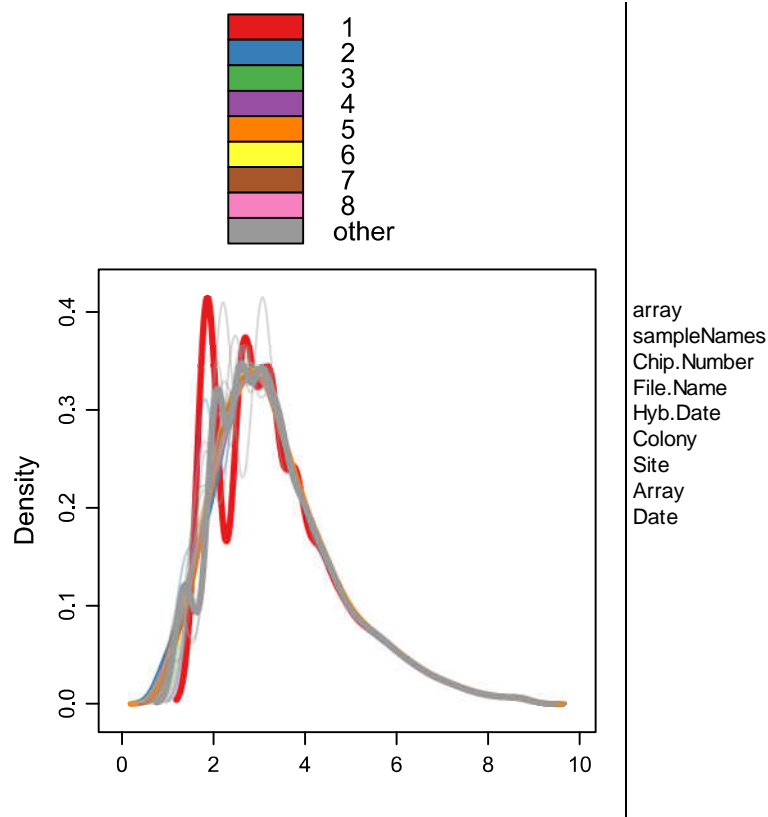 1
2
3
4
5
6
7
8
other
array
sampleNames
Chip.Number
File.Name
Hyb.Date
Colony
Site
Array
Date
Density
0.4
0.3
0.2
0.1
0.0
0 2 4 6 8 10